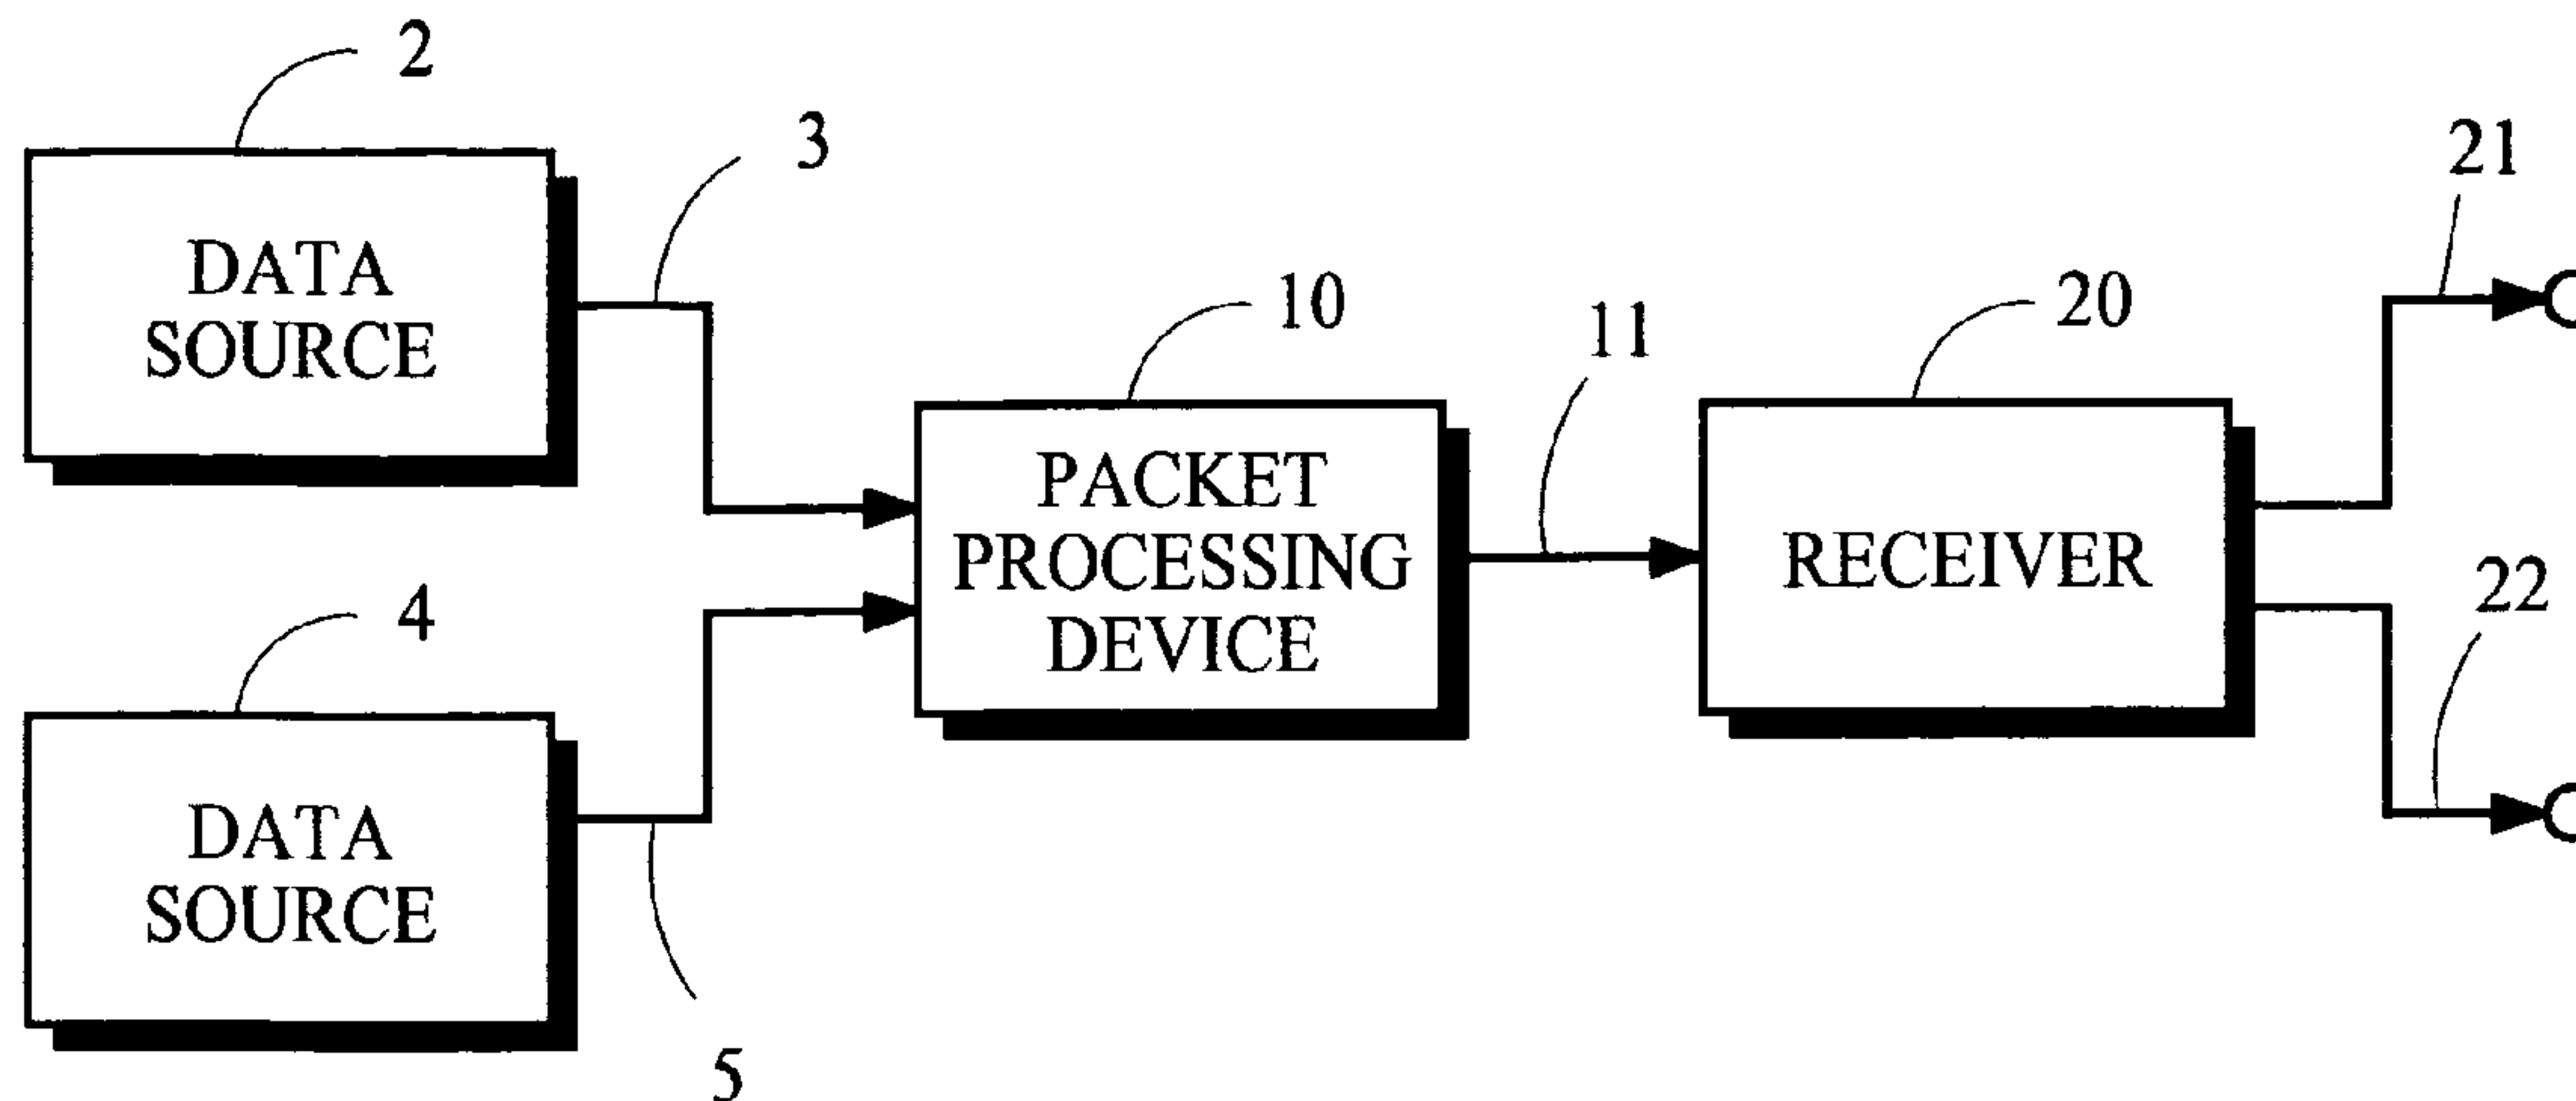 2
3
DATA
SOURCE
21
10
11
20
PACKET
PROCESSING
DEVICE
RECEIVER
22
4
DATA
SOURCE
5